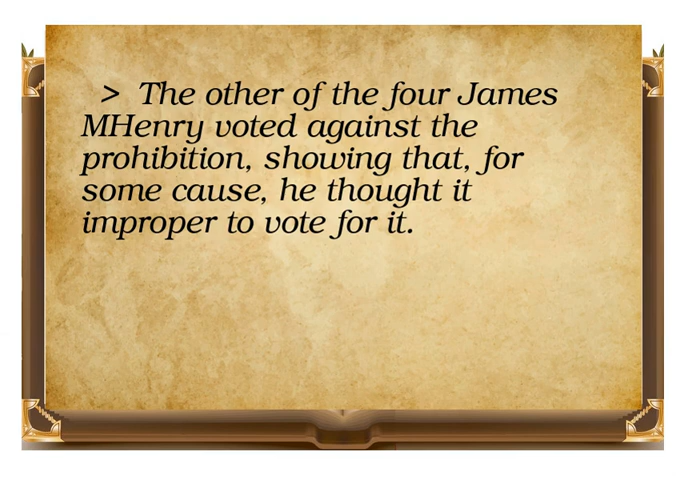 > The other of the four James
MHenry voted against the
prohibition, showing that, for
some cause, he thought it
improper to vote for it.